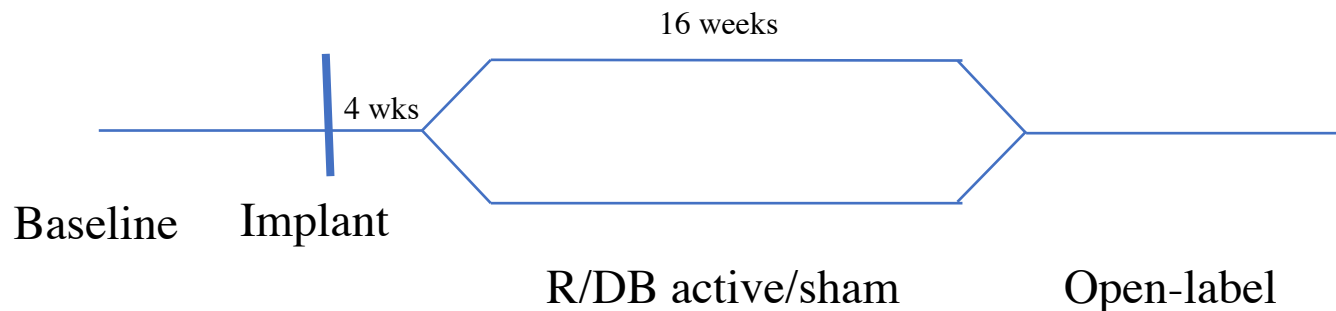 16 weeks
4 wks
Baseline
Implant
R/DB active/sham
Open-label